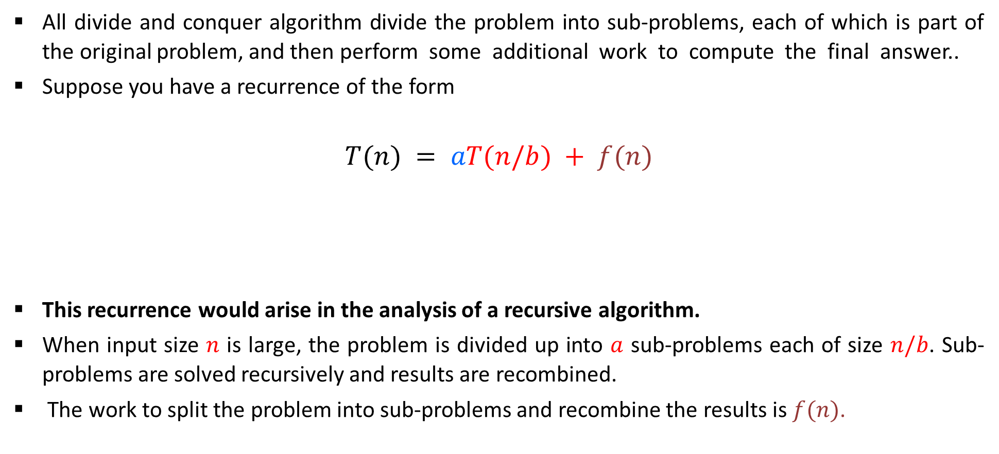 ▪ All divide and conquer algorithm divide the problem into sub-problems, each of which is part of
the original problem, and then perform some additional work to compute the final answer..
▪ Suppose you have a recurrence of the form
T(n) = aT(n/b) + f(n)
▪ This recurrence would arise in the analysis of a recursive algorithm.
▪ When input size n is large, the problem is divided up into a sub-problems each of size n/b. Sub-
problems are solved recursively and results are recombined.
▪ The work to split the problem into sub-problems and recombine the results is f(n).